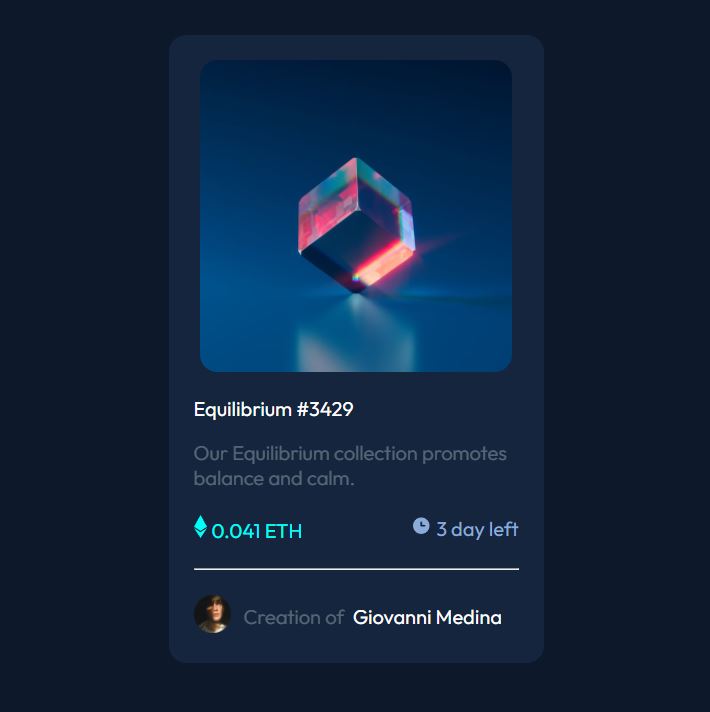 Equilibrium #3429
Our Equilibrium collection promotes
balance and calm.
0.041 ETH
3 day left
Creation of Giovanni Medina